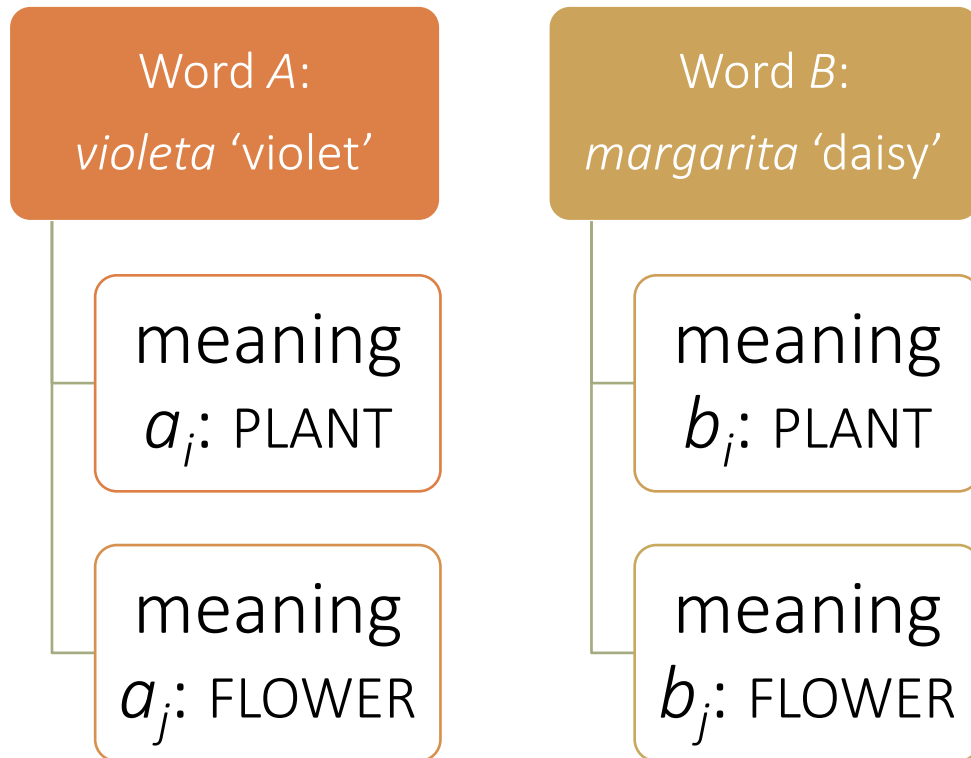 Word A:
violeta ‘violet’
meaning
aᵢ: PLANT
meaning
aⱼ: FLOWER
Word B:
margarita ‘daisy’
meaning
bᵢ: PLANT
meaning
bⱼ: FLOWER